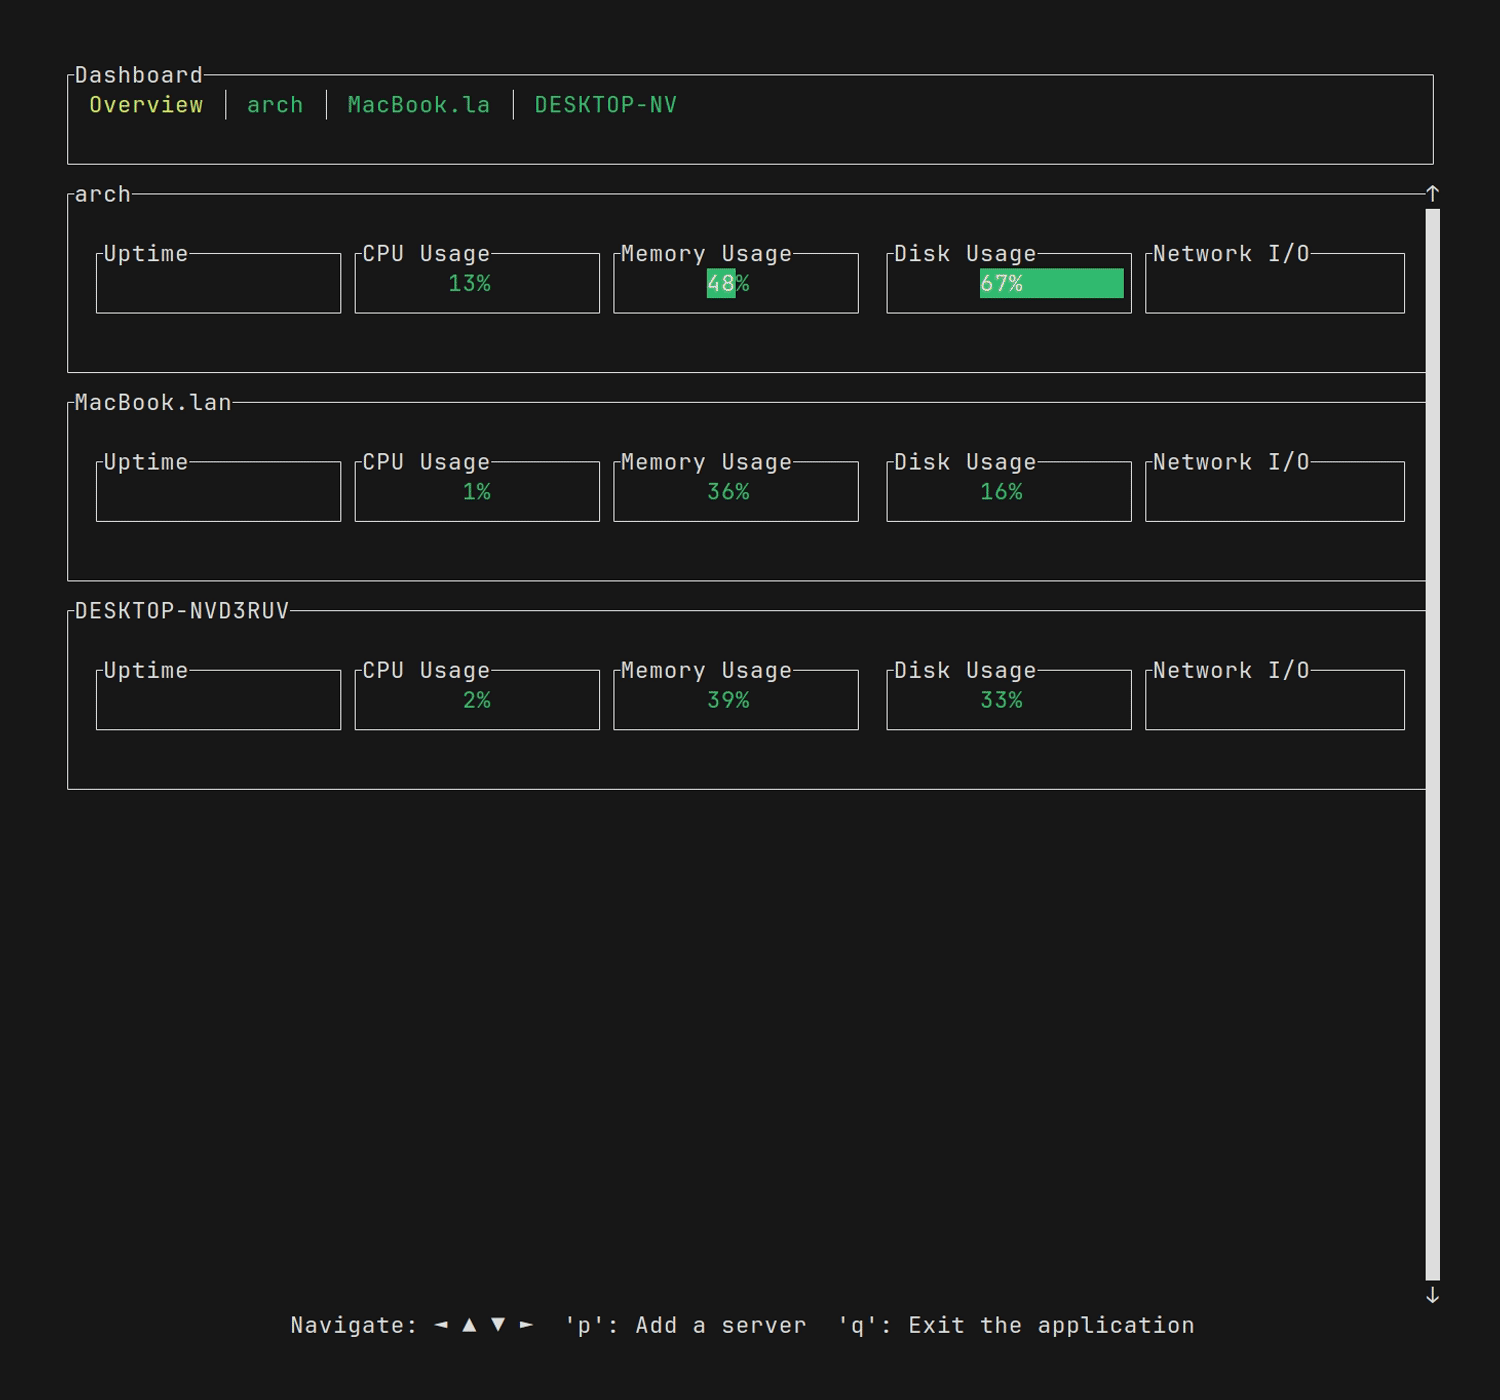 Dashboard
Overview │ arch │ MacBook.la │ DESKTOP-NV
arch
Uptime CPU Usage Memory Usage Disk Usage Network I/O
13% 48% 67%
MacBook.lan
Uptime CPU Usage Memory Usage Disk Usage Network I/O
1% 36% 16%
DESKTOP-NVD3RUV
Uptime CPU Usage Memory Usage Disk Usage Network I/O
2% 39% 33%
Navigate: ◄ ▲ ▼ ► 'p': Add a server 'q': Exit the application